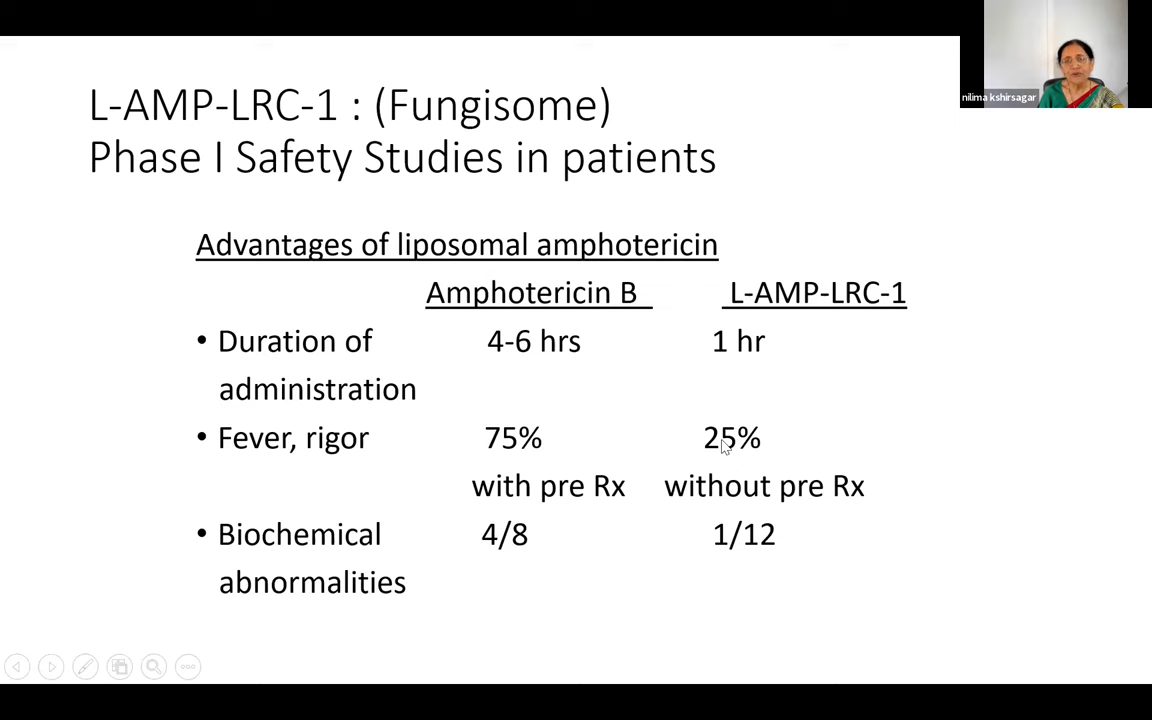 nilima kshirsagar
L-AMP-LRC-1 : (Fungisome)
Phase I Safety Studies in patients
Advantages of liposomal amphotericin
Amphotericin B L-AMP-LRC-1
• Duration of 4-6 hrs 1 hr
administration
• Fever, rigor 75% 25%
with pre Rx without pre Rx
• Biochemical 4/8 1/12
abnormalities